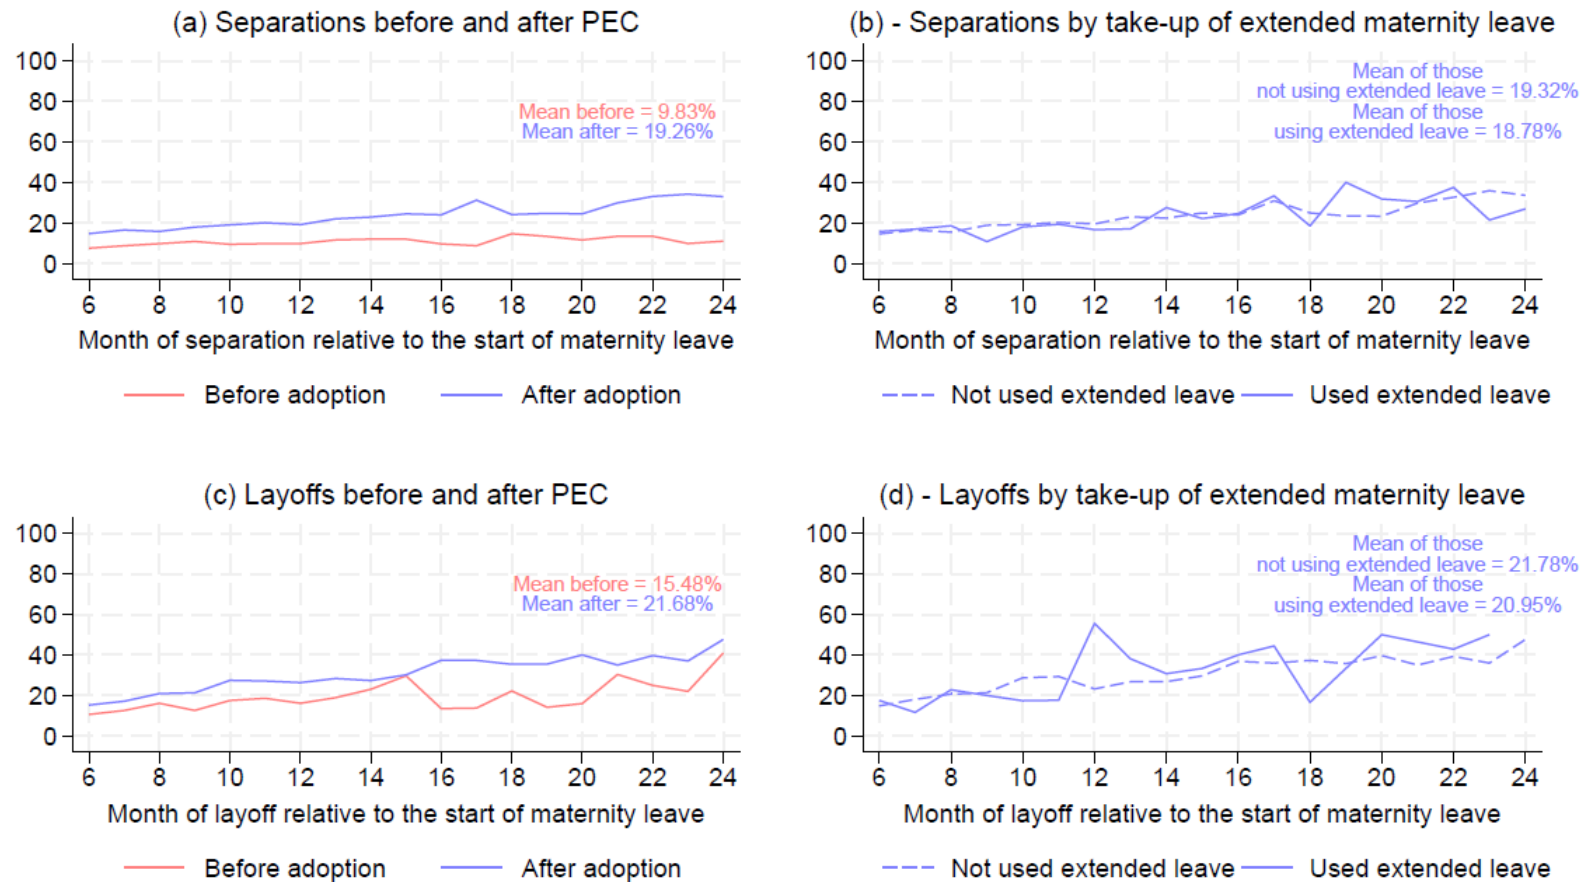 (a) Separations before and after PEC
100
80
60
40
20
0
Mean before = 9.83%
Mean after = 19.26%
6 8 10 12 14 16 18 20 22 24
Month of separation relative to the start of maternity leave
Before adoption After adoption
(b) - Separations by take-up of extended maternity leave
100
80
60
40
20
0
Mean of those
not using extended leave = 19.32%
Mean of those
using extended leave = 18.78%
6 8 10 12 14 16 18 20 22 24
Month of separation relative to the start of maternity leave
Not used extended leave Used extended leave
(c) Layoffs before and after PEC
100
80
60
40
20
0
Mean before = 15.48%
Mean after = 21.68%
6 8 10 12 14 16 18 20 22 24
Month of layoff relative to the start of maternity leave
Before adoption After adoption
(d) - Layoffs by take-up of extended maternity leave
100
80
60
40
20
0
Mean of those
not using extended leave = 21.78%
Mean of those
using extended leave = 20.95%
6 8 10 12 14 16 18 20 22 24
Month of layoff relative to the start of maternity leave
Not used extended leave Used extended leave